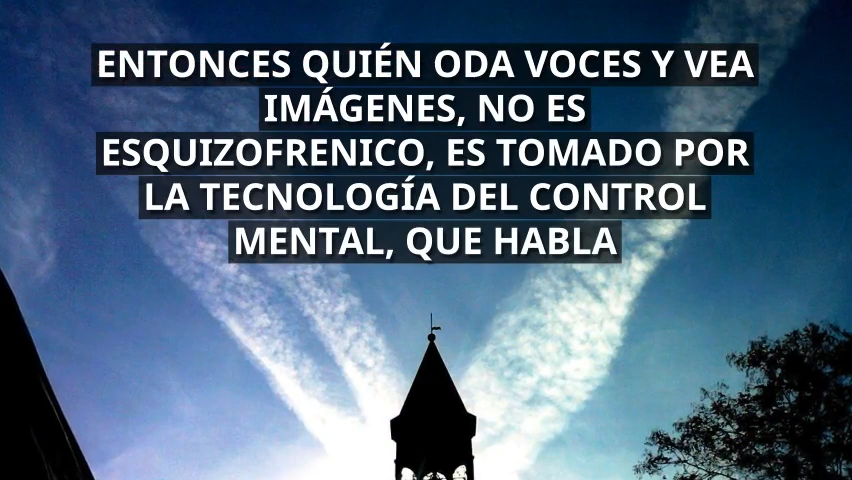 ENTONCES QUIÉN ODA VOCES Y VEA
IMÁGENES, NO ES
ESQUIZOFRENICO, ES TOMADO POR
LA TECNOLOGÍA DEL CONTROL
MENTAL, QUE HABLA